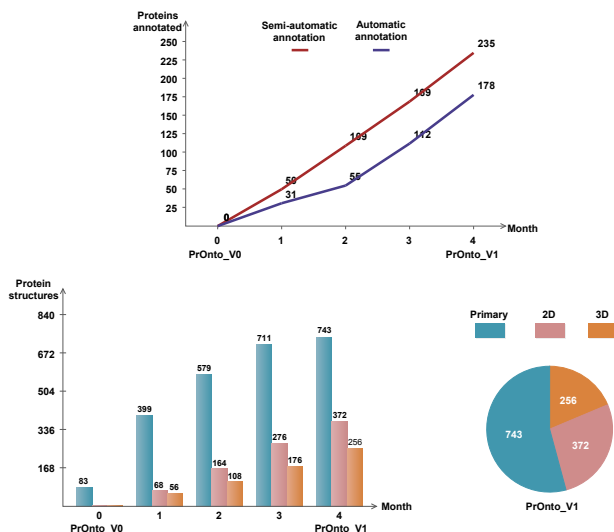 Proteins
annotated
Semi-automatic
annotation
Automatic
annotation
250
225
200
175
150
125
100
75
50
25
0
50
109
169
235
0
31
55
112
178
0
1
2
3
4
Month
PrOnto_V0
PrOnto_V1
Protein
structures
840
672
504
336
168
83
399
68
56
579
164
108
711
276
176
743
372
256
0
1
2
3
4
Month
PrOnto_V0
PrOnto_V1
Primary
2D
3D
256
743
372
PrOnto_V1